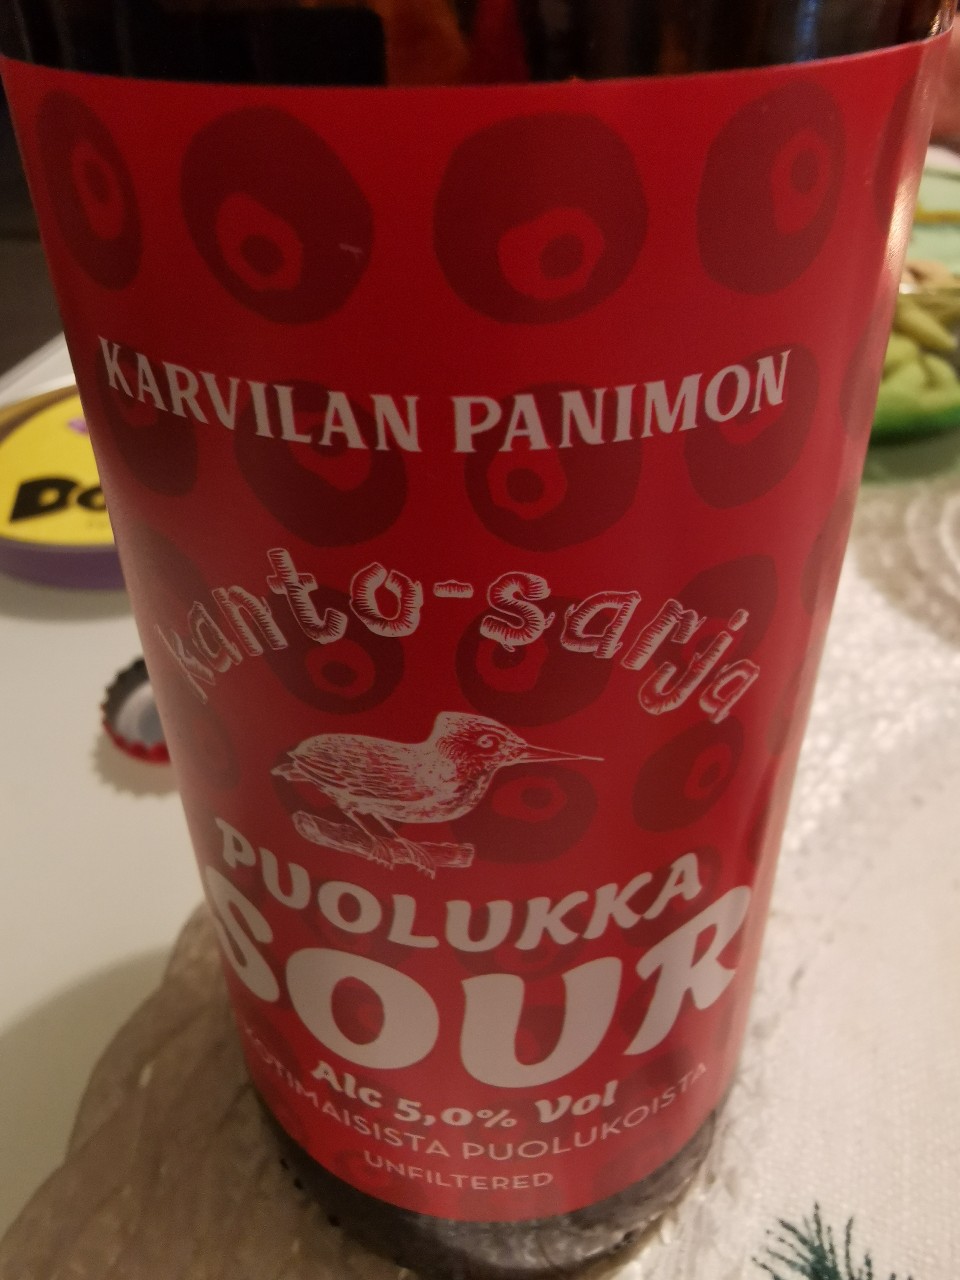 KARVILAN PANIMON
Kanto-sarja
PUOLUKKA
SOUR
Alc 5,0% Vol
KOTIMAISISTA PUOLUKOISTA
UNFILTERED